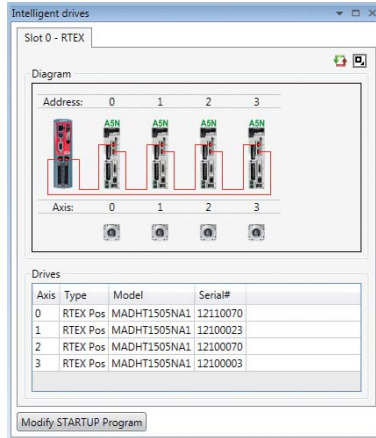 Intelligent drives
Slot 0 - RTEX
Diagram
Address: 0 1 2 3
A5N A5N A5N A5N
Axis: 0 1 2 3
Drives
Axis Type Model Serial#
0 RTEX Pos MADHT1505NA1 12110070
1 RTEX Pos MADHT1505NA1 12100023
2 RTEX Pos MADHT1505NA1 12100070
3 RTEX Pos MADHT1505NA1 12100003
Modify STARTUP Program